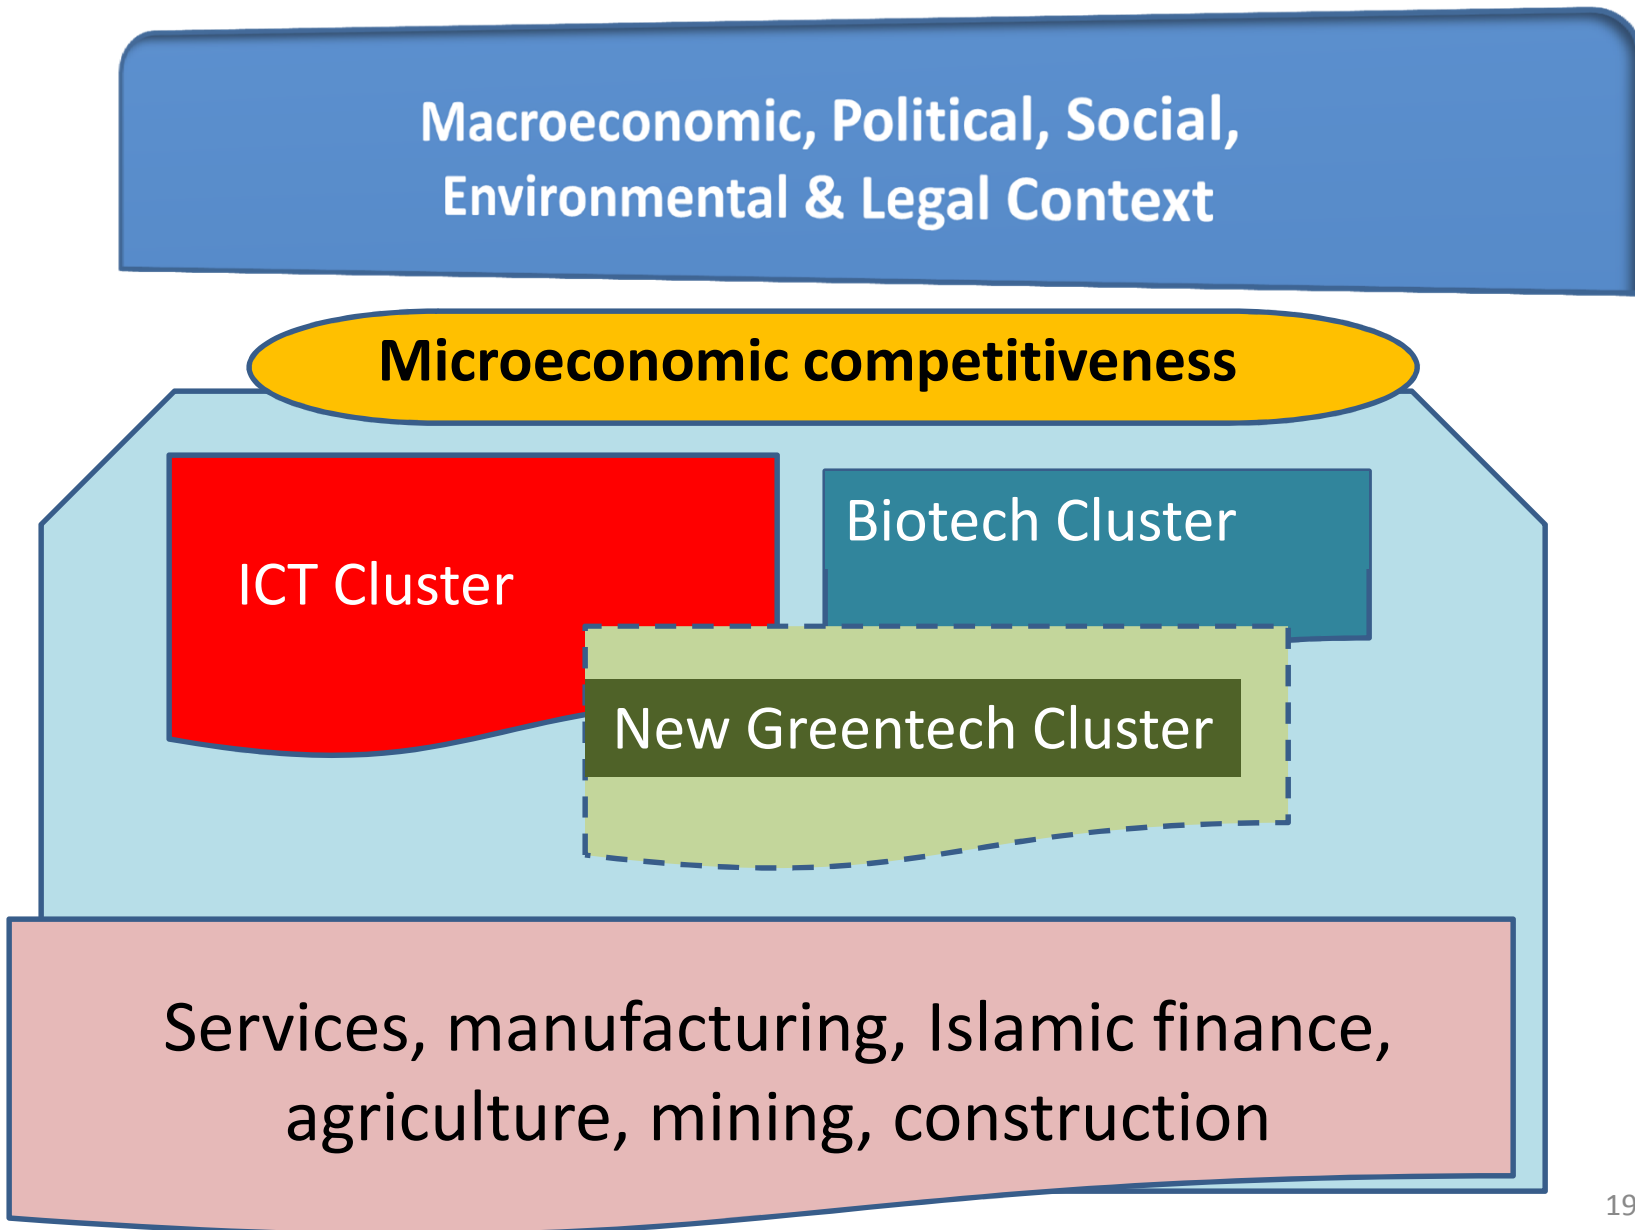 Macroeconomic, Political, Social,
Environmental & Legal Context
Microeconomic competitiveness
ICT Cluster
Biotech Cluster
New Greentech Cluster
Services, manufacturing, Islamic finance,
agriculture, mining, construction
19